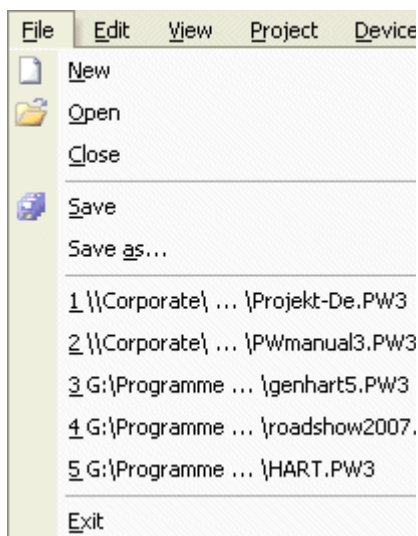 File Edit View Project Device
New
Open
Close
Save
Save as...
1 \\Corporate\ ... \Projekt-De.PW3
2 \\Corporate\ ... \PWmanual3.PW3
3 G:\Programme ... \genhart5.PW3
4 G:\Programme ... \roadshow2007.
5 G:\Programme ... \HART.PW3
Exit